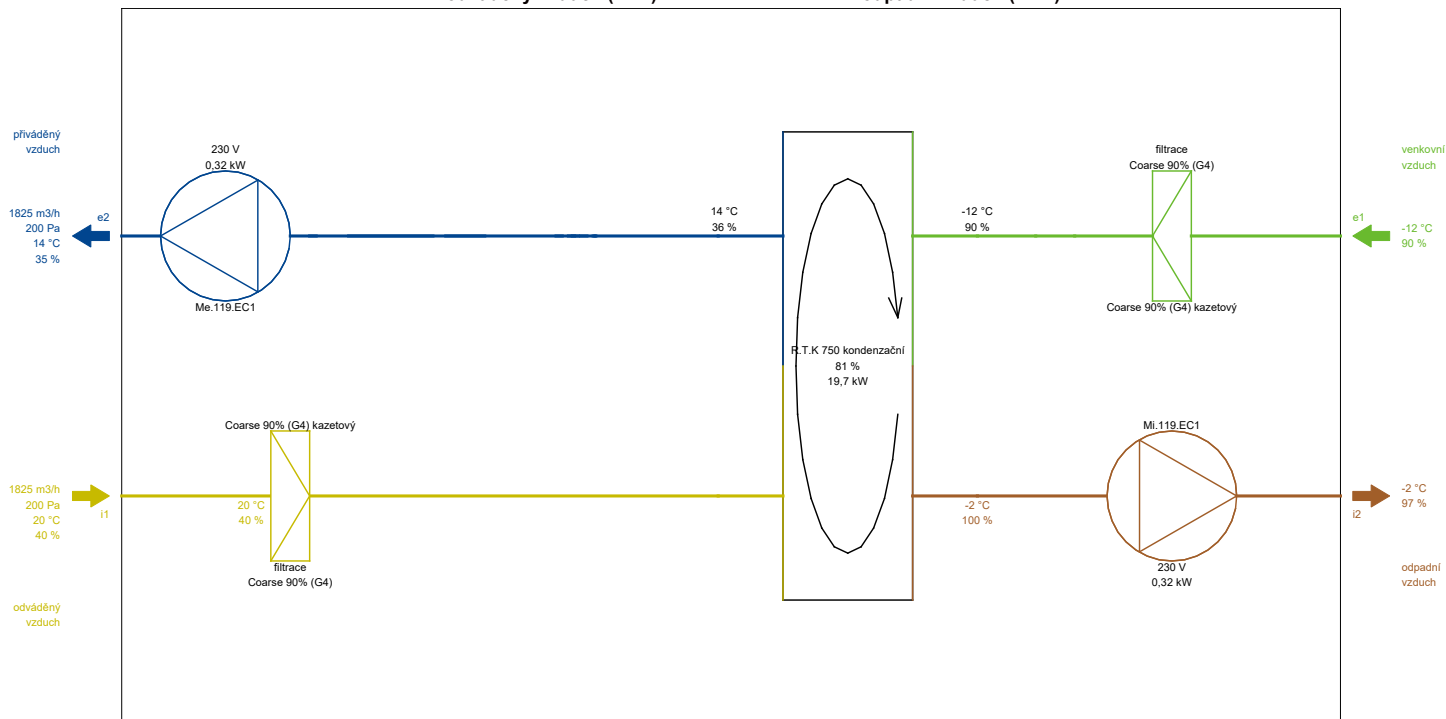 přiváděný
vzduch
230 V
0,32 kW
filtrace
Coarse 90% (G4)
venkovní
vzduch
1825 m3/h
200 Pa
14 °C
35 %
e2
14 °C
36 %
-12 °C
90 %
e1
-12 °C
90 %
Me.119.EC1
Coarse 90% (G4) kazetový
R.T.K 750 kondenzační
81 %
19,7 kW
Coarse 90% (G4) kazetový
Mi.119.EC1
1825 m3/h
200 Pa
20 °C
40 %
i1
20 °C
40 %
-2 °C
100 %
-2 °C
97 %
i2
filtrace
Coarse 90% (G4)
230 V
0,32 kW
odpadní
vzduch
odváděný
vzduch